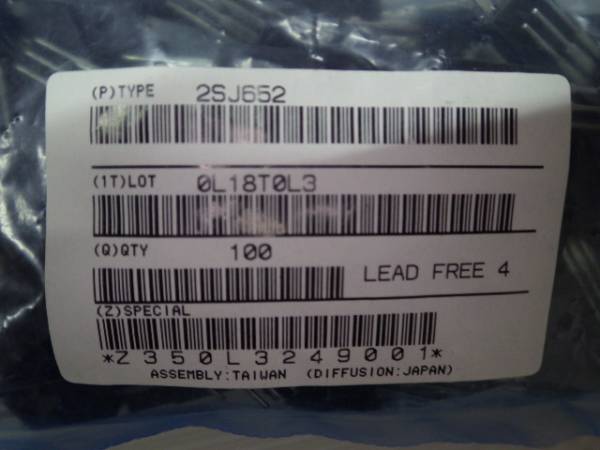 (P)TYPE 2SJ652
(1T)LOT 0L18T0L3
(Q)QTY 100
LEAD FREE 4
(Z)SPECIAL
*Z350L3249001*
ASSEMBLY:TAIWAN (DIFFUSION:JAPAN)